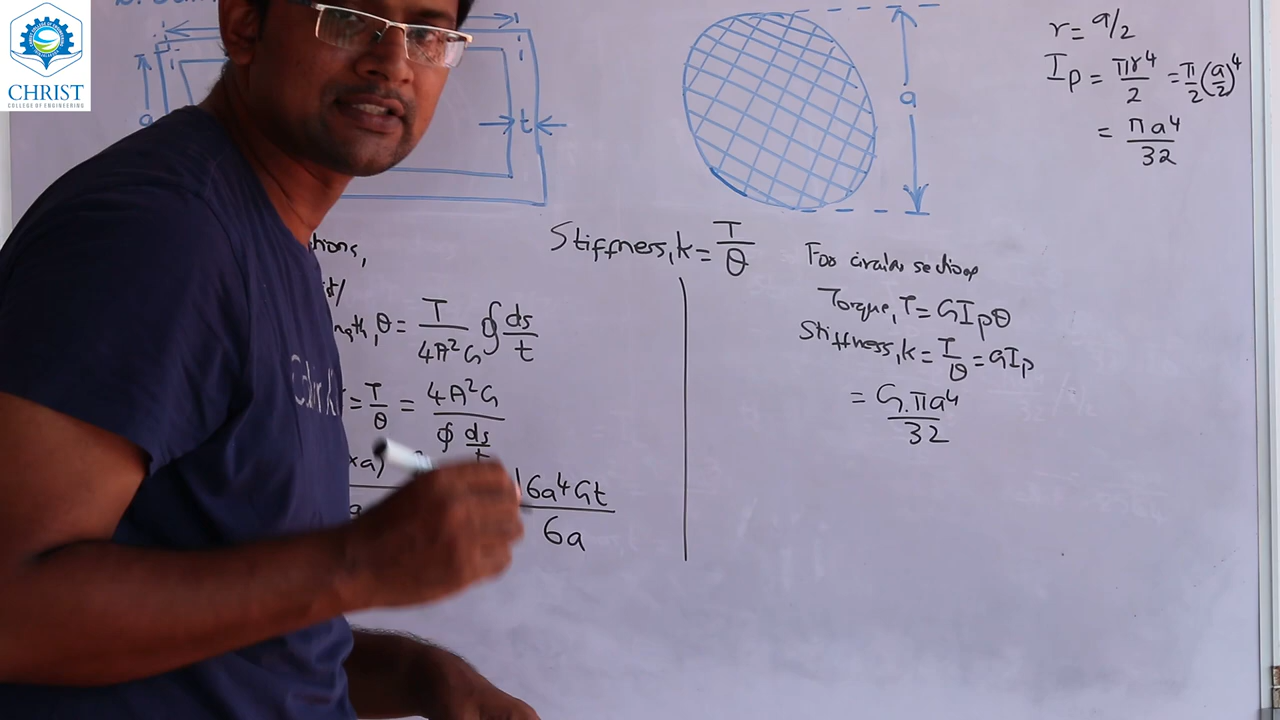 CHRIST
COLLEGE OF ENGINEERING
a
t
a
r = a/2
Ip = πr⁴/2 = π/2 (a/2)⁴
= πa⁴/32
Stiffness, k = T/θ
θ = T/4A²G ∮ ds/t
= T/θ = 4A²G / ∮ ds/t
16a⁴Gt/6a
For circular sections
Torque, T = GIpθ
Stiffness, k = T/θ = GIp
= G.πa⁴/32